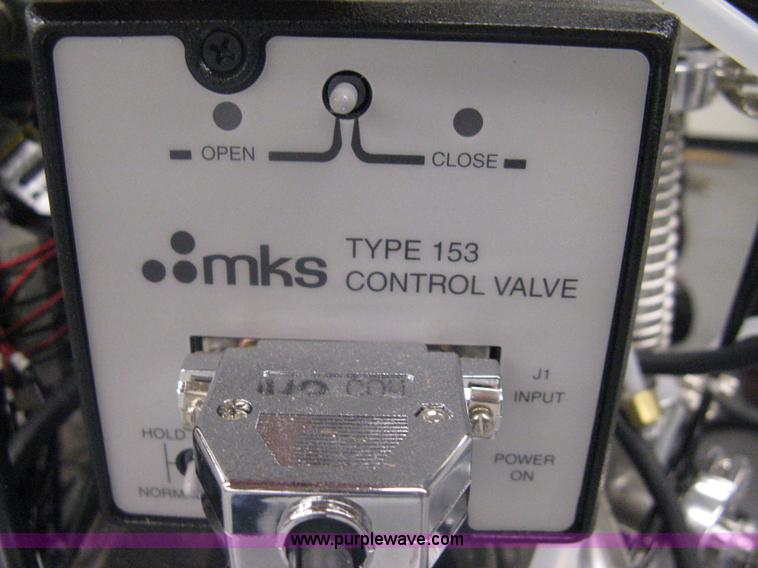 OPEN CLOSE
mks TYPE 153
CONTROL VALVE
J1
INPUT
HOLD
POWER
ON
www.purplewave.com